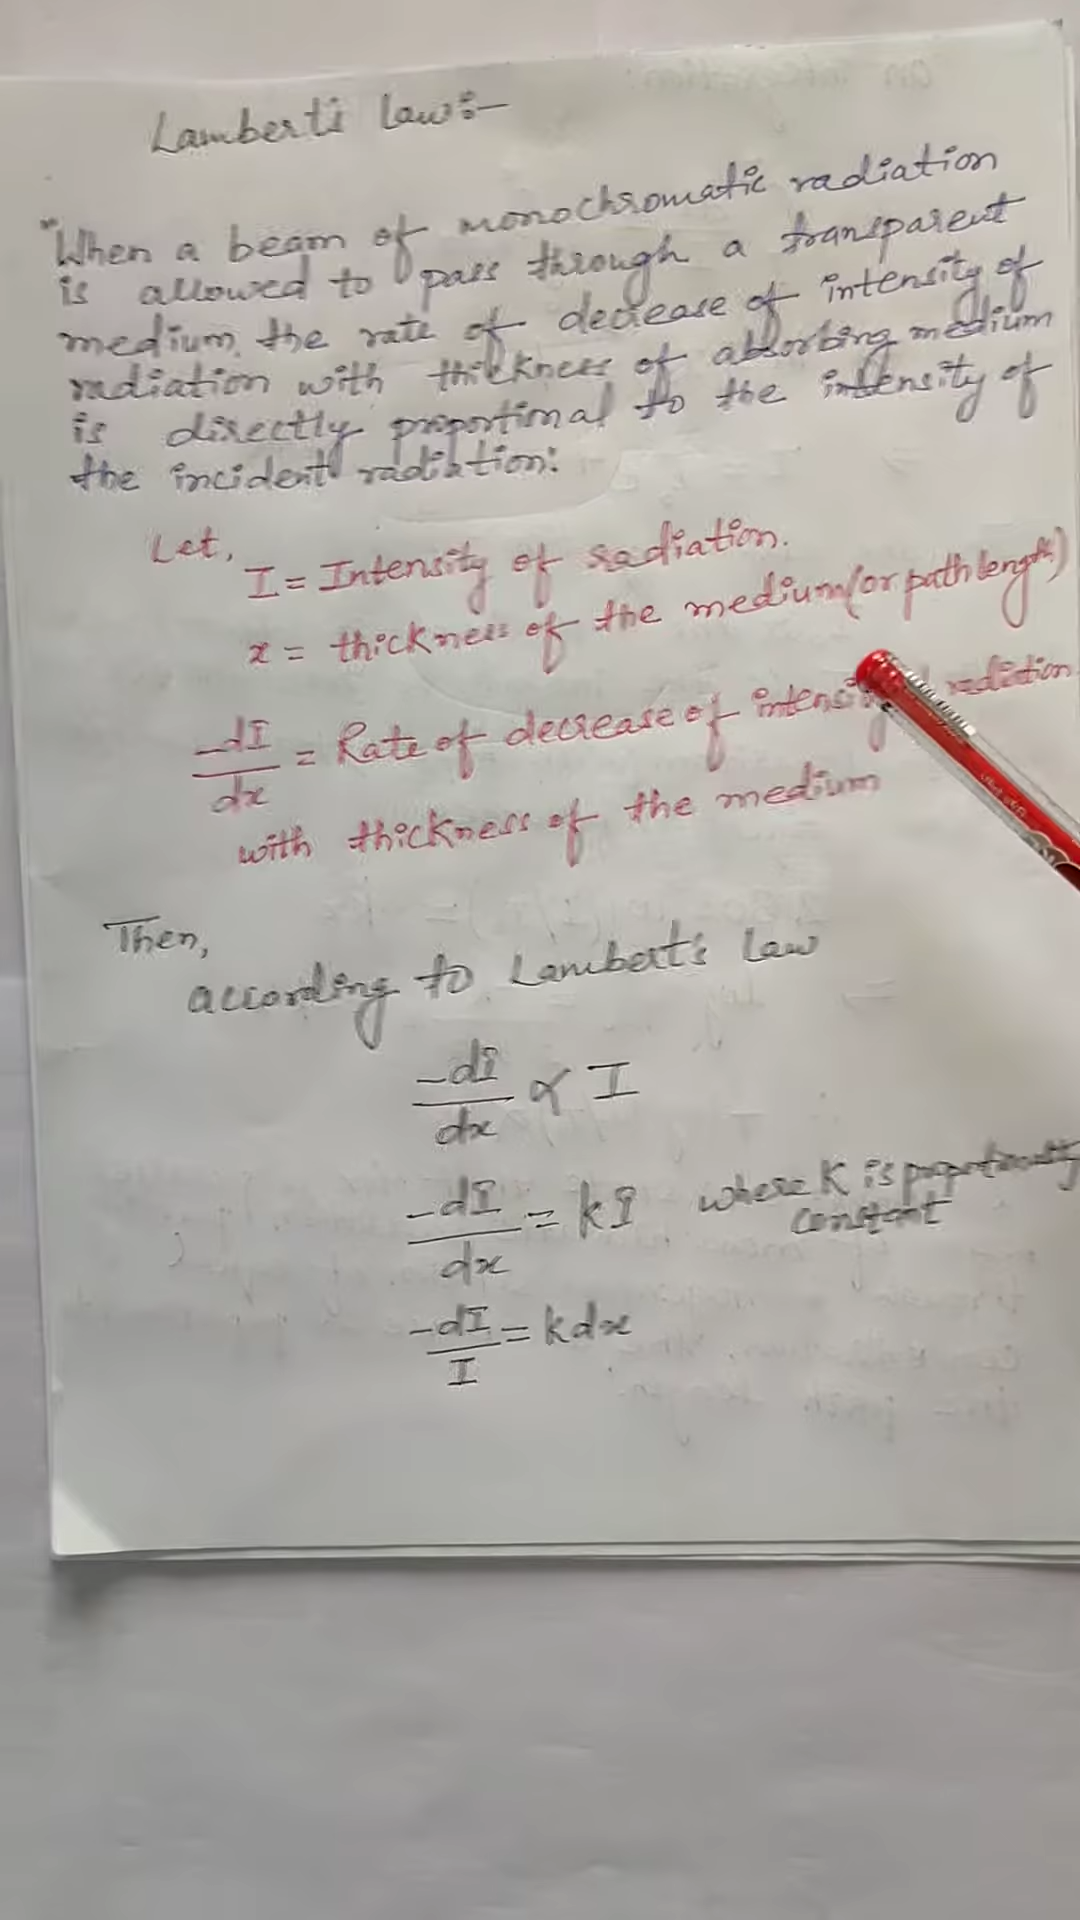 Lambert's law:-
"When a beam of monochromatic radiation
is allowed to pass through a transparent
medium, the rate of decrease of intensity of
radiation with thickness of absorbing medium
is directly proportional to the intensity of
the incident radiation:
Let,
I = Intensity of radiation.
x = thickness of the medium (or path length)
-dI/dx = Rate of decrease of intensity radiation
with thickness of the medium
Then,
according to Lambert's law
-dI/dx ∝ I
-dI/dx = kI where K is proportionality
constant
-dI/I = kdx